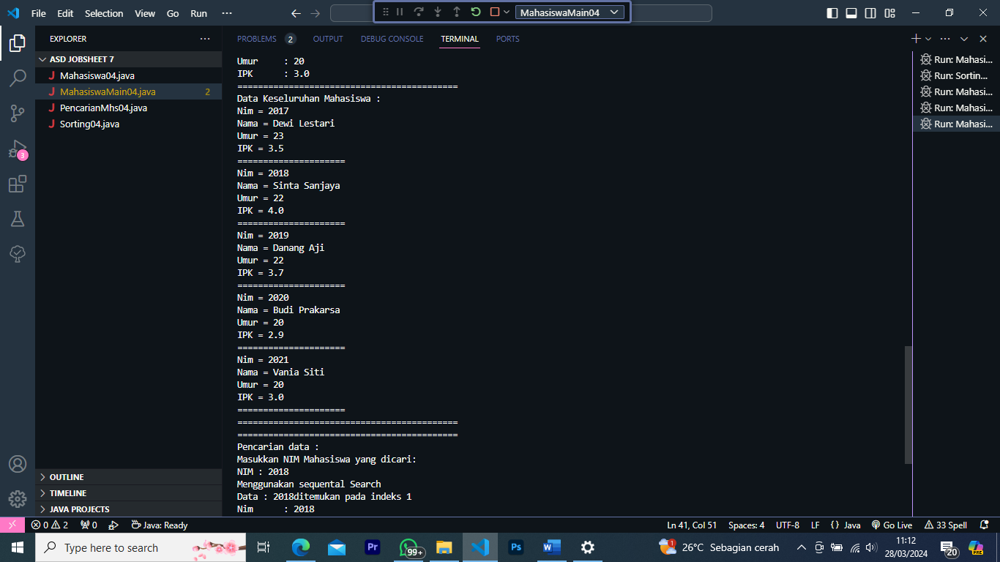 File Edit Selection View Go Run ···
MahasiswaMain04
EXPLORER
PROBLEMS 2 OUTPUT DEBUG CONSOLE TERMINAL PORTS
ASD JOBSHEET 7
J Mahasiswa04.java
J MahasiswaMain04.java 2
J PencarianMhs04.java
J Sorting04.java
OUTLINE
TIMELINE
JAVA PROJECTS
Umur     : 20
IPK      : 3.0
===========================================
Data Keseluruhan Mahasiswa :
Nim = 2017
Nama = Dewi Lestari
Umur = 23
IPK = 3.5
=====================
Nim = 2018
Nama = Sinta Sanjaya
Umur = 22
IPK = 4.0
=====================
Nim = 2019
Nama = Danang Aji
Umur = 22
IPK = 3.7
=====================
Nim = 2020
Nama = Budi Prakarsa
Umur = 20
IPK = 2.9
=====================
Nim = 2021
Nama = Vania Siti
Umur = 20
IPK = 3.0
=====================
===========================================
===========================================
Pencarian data :
Masukkan NIM Mahasiswa yang dicari:
NIM : 2018
Menggunakan sequental Search
Data : 2018ditemukan pada indeks 1
Nim      : 2018
Run: Mahasi...
Run: Sortin...
Run: Mahasi...
Run: Mahasi...
Run: Mahasi...
3
0 2 0 Java: Ready Ln 41, Col 51 Spaces: 4 UTF-8 LF {} Java Go Live 33 Spell
Type here to search Pr 99+ Ps W 1 26°C Sebagian cerah 11:12 20 PRE
28/03/2024